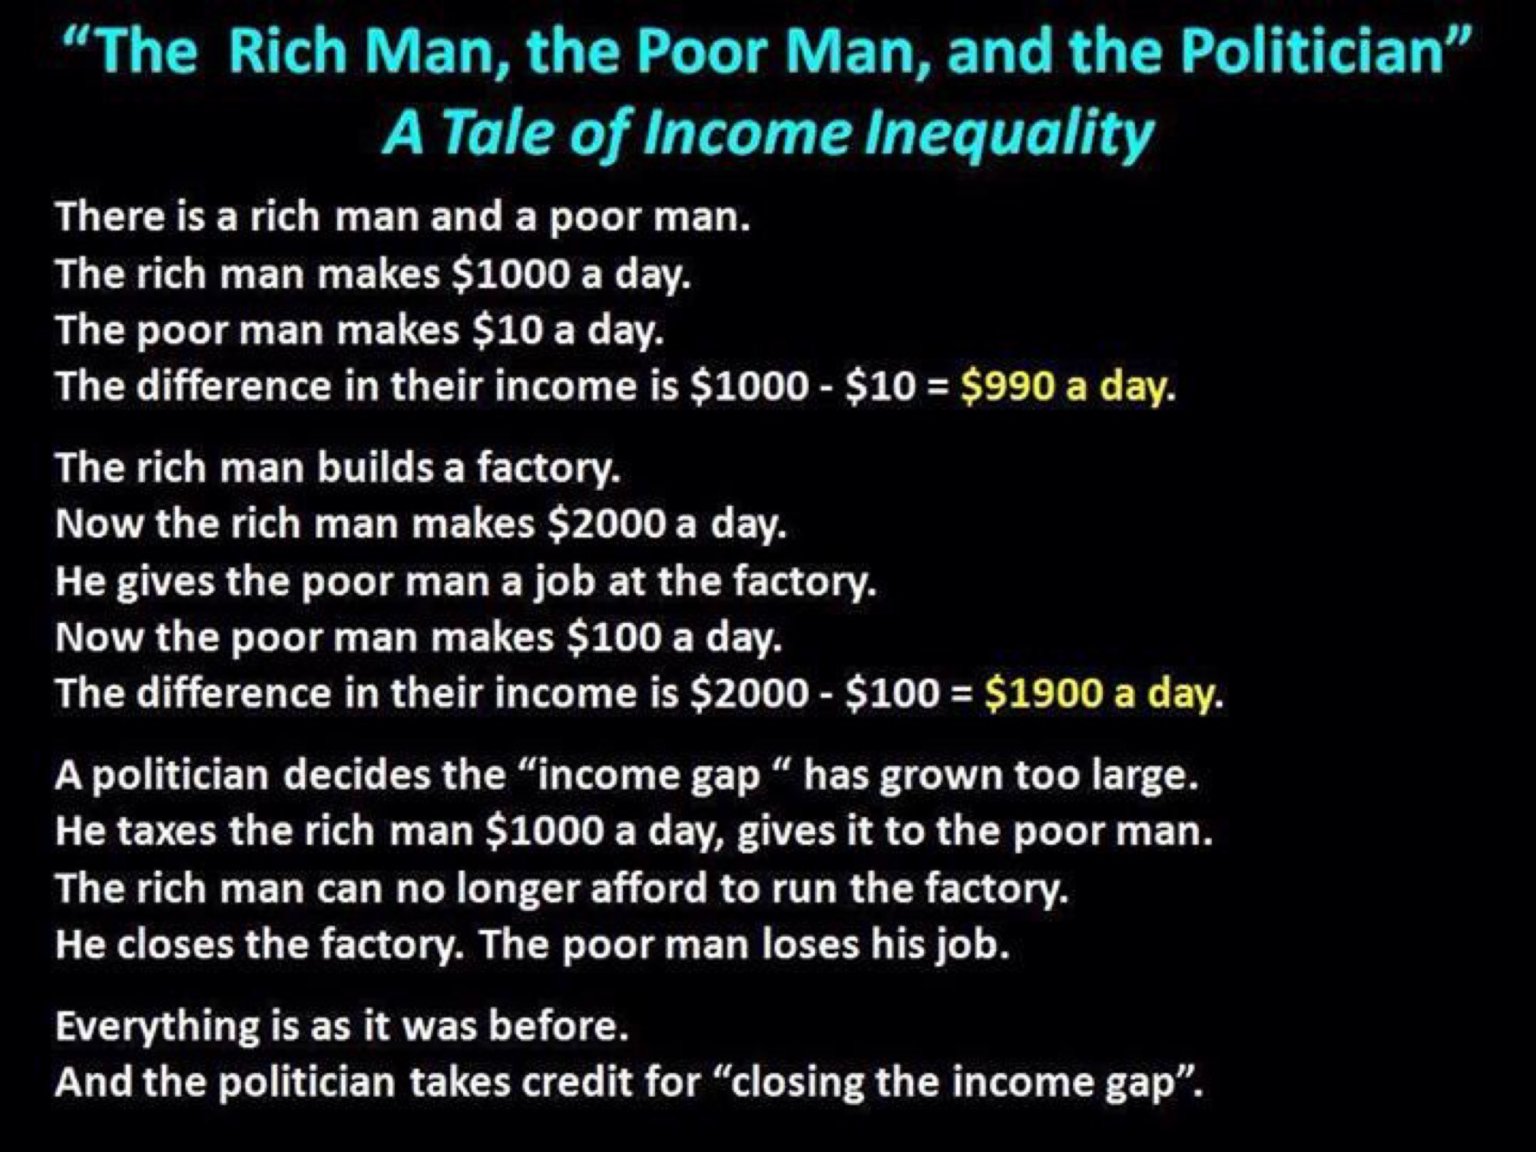 “The Rich Man, the Poor Man, and the Politician”
A Tale of Income Inequality
There is a rich man and a poor man.
The rich man makes $1000 a day.
The poor man makes $10 a day.
The difference in their income is $1000 - $10 = $990 a day.
The rich man builds a factory.
Now the rich man makes $2000 a day.
He gives the poor man a job at the factory.
Now the poor man makes $100 a day.
The difference in their income is $2000 - $100 = $1900 a day.
A politician decides the “income gap “ has grown too large.
He taxes the rich man $1000 a day, gives it to the poor man.
The rich man can no longer afford to run the factory.
He closes the factory. The poor man loses his job.
Everything is as it was before.
And the politician takes credit for “closing the income gap”.